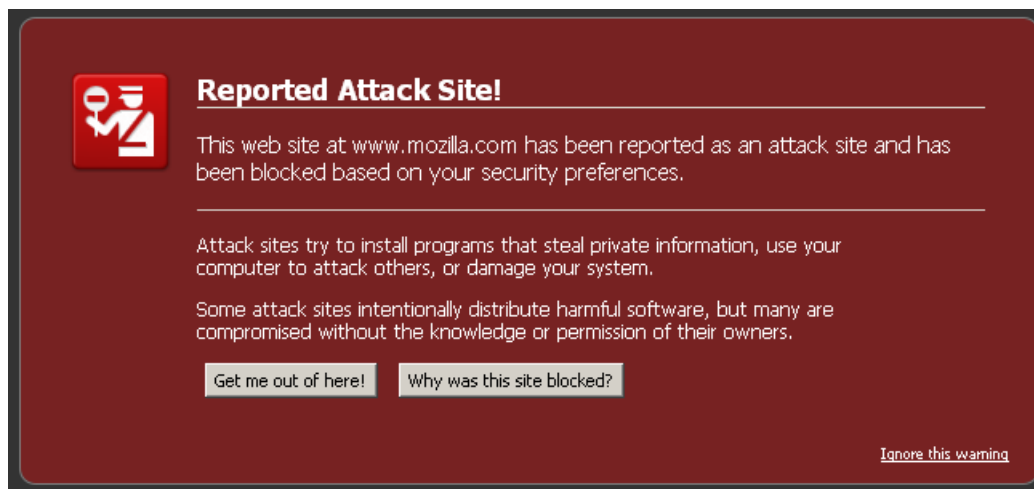 Reported Attack Site!
This web site at www.mozilla.com has been reported as an attack site and has
been blocked based on your security preferences.
Attack sites try to install programs that steal private information, use your
computer to attack others, or damage your system.
Some attack sites intentionally distribute harmful software, but many are
compromised without the knowledge or permission of their owners.
Get me out of here! Why was this site blocked?
Ignore this warning